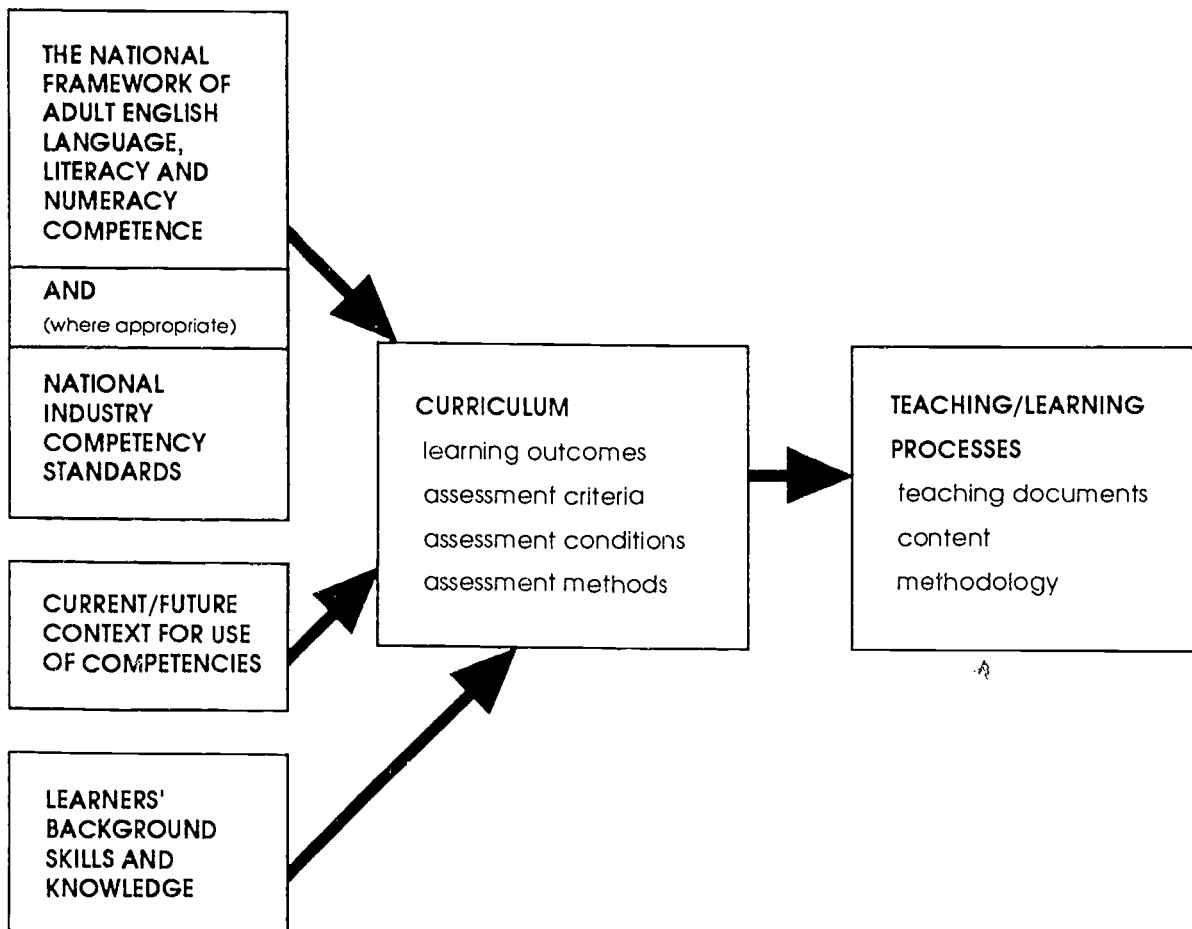 THE NATIONAL
FRAMEWORK OF
ADULT ENGLISH
LANGUAGE,
LITERACY AND
NUMERACY
COMPETENCE
AND
(where appropriate)
NATIONAL
INDUSTRY
COMPETENCY
STANDARDS
CURRENT/FUTURE
CONTEXT FOR USE
OF COMPETENCIES
LEARNERS'
BACKGROUND
SKILLS AND
KNOWLEDGE
CURRICULUM
learning outcomes
assessment criteria
assessment conditions
assessment methods
TEACHING/LEARNING
PROCESSES
teaching documents
content
methodology